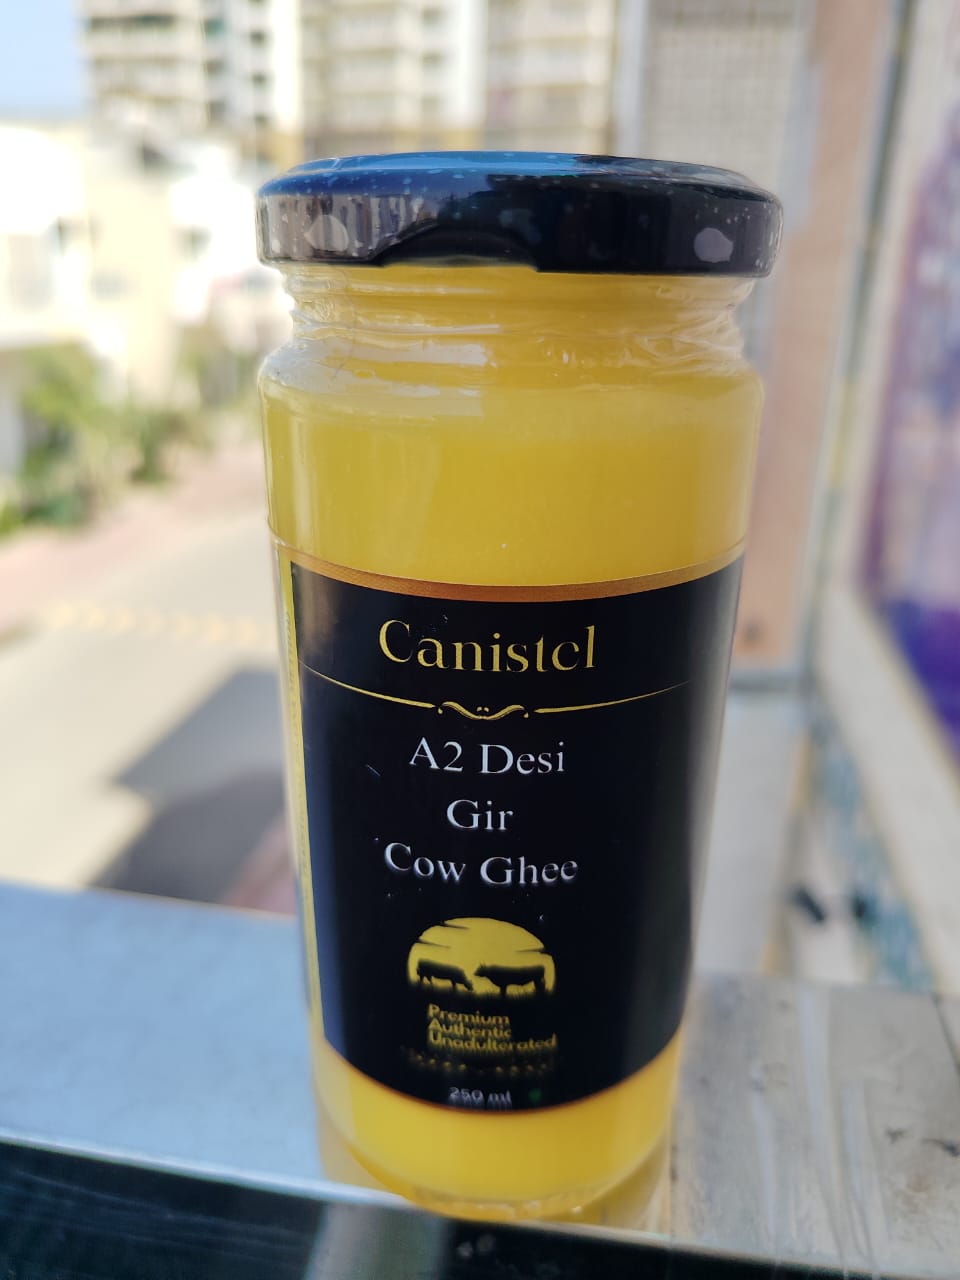 Canistel
A2 Desi
Gir
Cow Ghee
Premium
Authentic
Unadulterated
250 ml